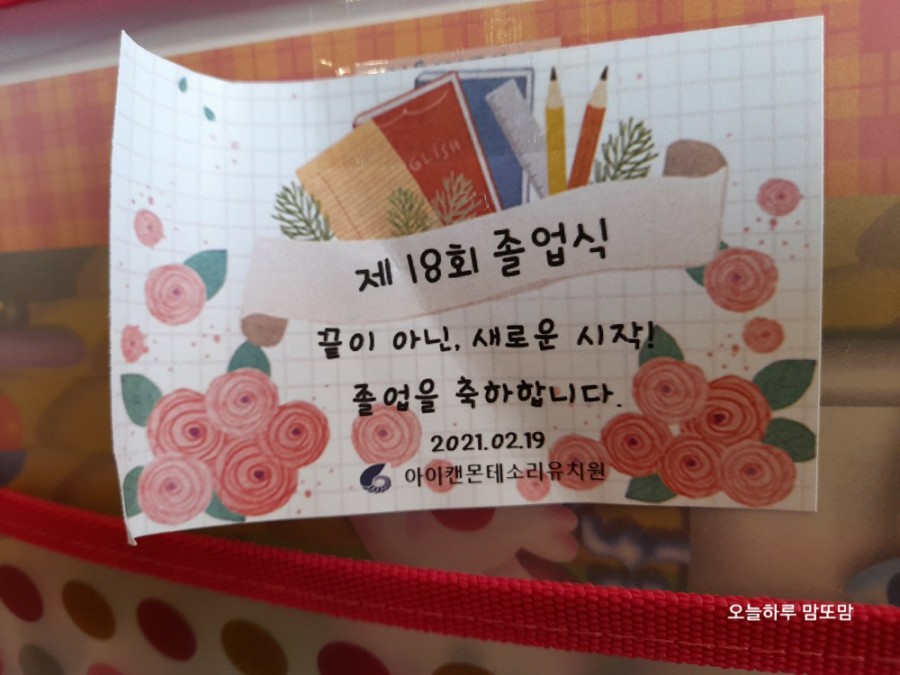 GLISH
제 18회 졸업식
끝이 아닌, 새로운 시작!
졸업을 축하합니다.
2021.02.19
아이캔몬테소리유치원
오늘하루 맘또맘